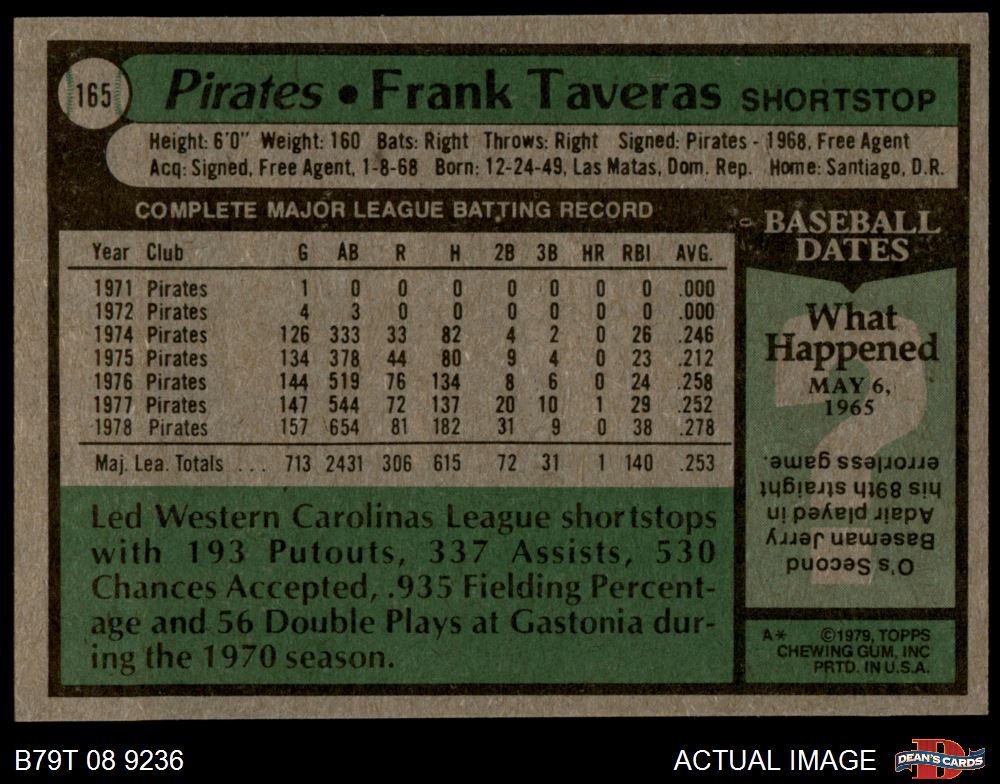 165
Pirates • Frank Taveras SHORTSTOP
Height: 6'0" Weight: 160 Bats: Right Throws: Right Signed: Pirates - 1968, Free Agent
Acq: Signed, Free Agent, 1-8-68 Born: 12-24-49, Las Matas, Dom. Rep. Home: Santiago, D.R.
COMPLETE MAJOR LEAGUE BATTING RECORD
Year Club G AB R H 2B 3B HR RBI AVG.
1971 Pirates 1 0 0 0 0 0 0 0 .000
1972 Pirates 4 3 0 0 0 0 0 0 .000
1974 Pirates 126 333 33 82 4 2 0 26 .246
1975 Pirates 134 378 44 80 9 4 0 23 .212
1976 Pirates 144 519 76 134 8 6 0 24 .258
1977 Pirates 147 544 72 137 20 10 1 29 .252
1978 Pirates 157 654 81 182 31 9 0 38 .278
Maj. Lea. Totals . . . 713 2431 306 615 72 31 1 140 .253
Led Western Carolinas League shortstops
with 193 Putouts, 337 Assists, 530
Chances Accepted, .935 Fielding Percent-
age and 56 Double Plays at Gastonia dur-
ing the 1970 season.
BASEBALL
DATES
What
Happened
MAY 6,
1965
O's Second
Baseman Jerry
Adair played in
his 89th straight
errorless game.
A* ©1979, TOPPS
CHEWING GUM, INC
PRTD. IN U.S.A.
B79T 08 9236
ACTUAL IMAGE
D
DEAN'S CARDS